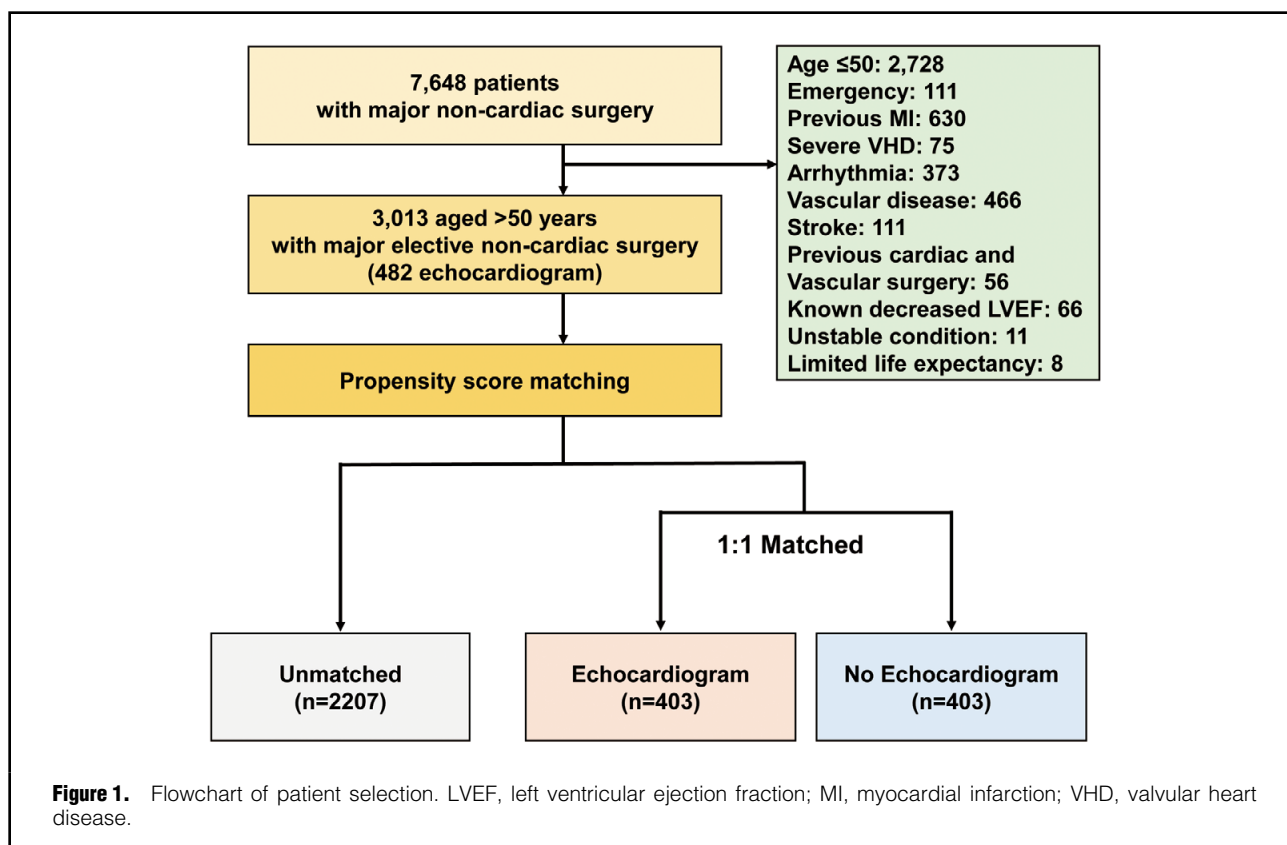 7,648 patients
with major non-cardiac surgery
Age ≤50: 2,728
Emergency: 111
Previous MI: 630
Severe VHD: 75
Arrhythmia: 373
Vascular disease: 466
Stroke: 111
Previous cardiac and
Vascular surgery: 56
Known decreased LVEF: 66
Unstable condition: 11
Limited life expectancy: 8
3,013 aged >50 years
with major elective non-cardiac surgery
(482 echocardiogram)
Propensity score matching
1:1 Matched
Unmatched
(n=2207)
Echocardiogram
(n=403)
No Echocardiogram
(n=403)
Figure 1. Flowchart of patient selection. LVEF, left ventricular ejection fraction; MI, myocardial infarction; VHD, valvular heart
disease.